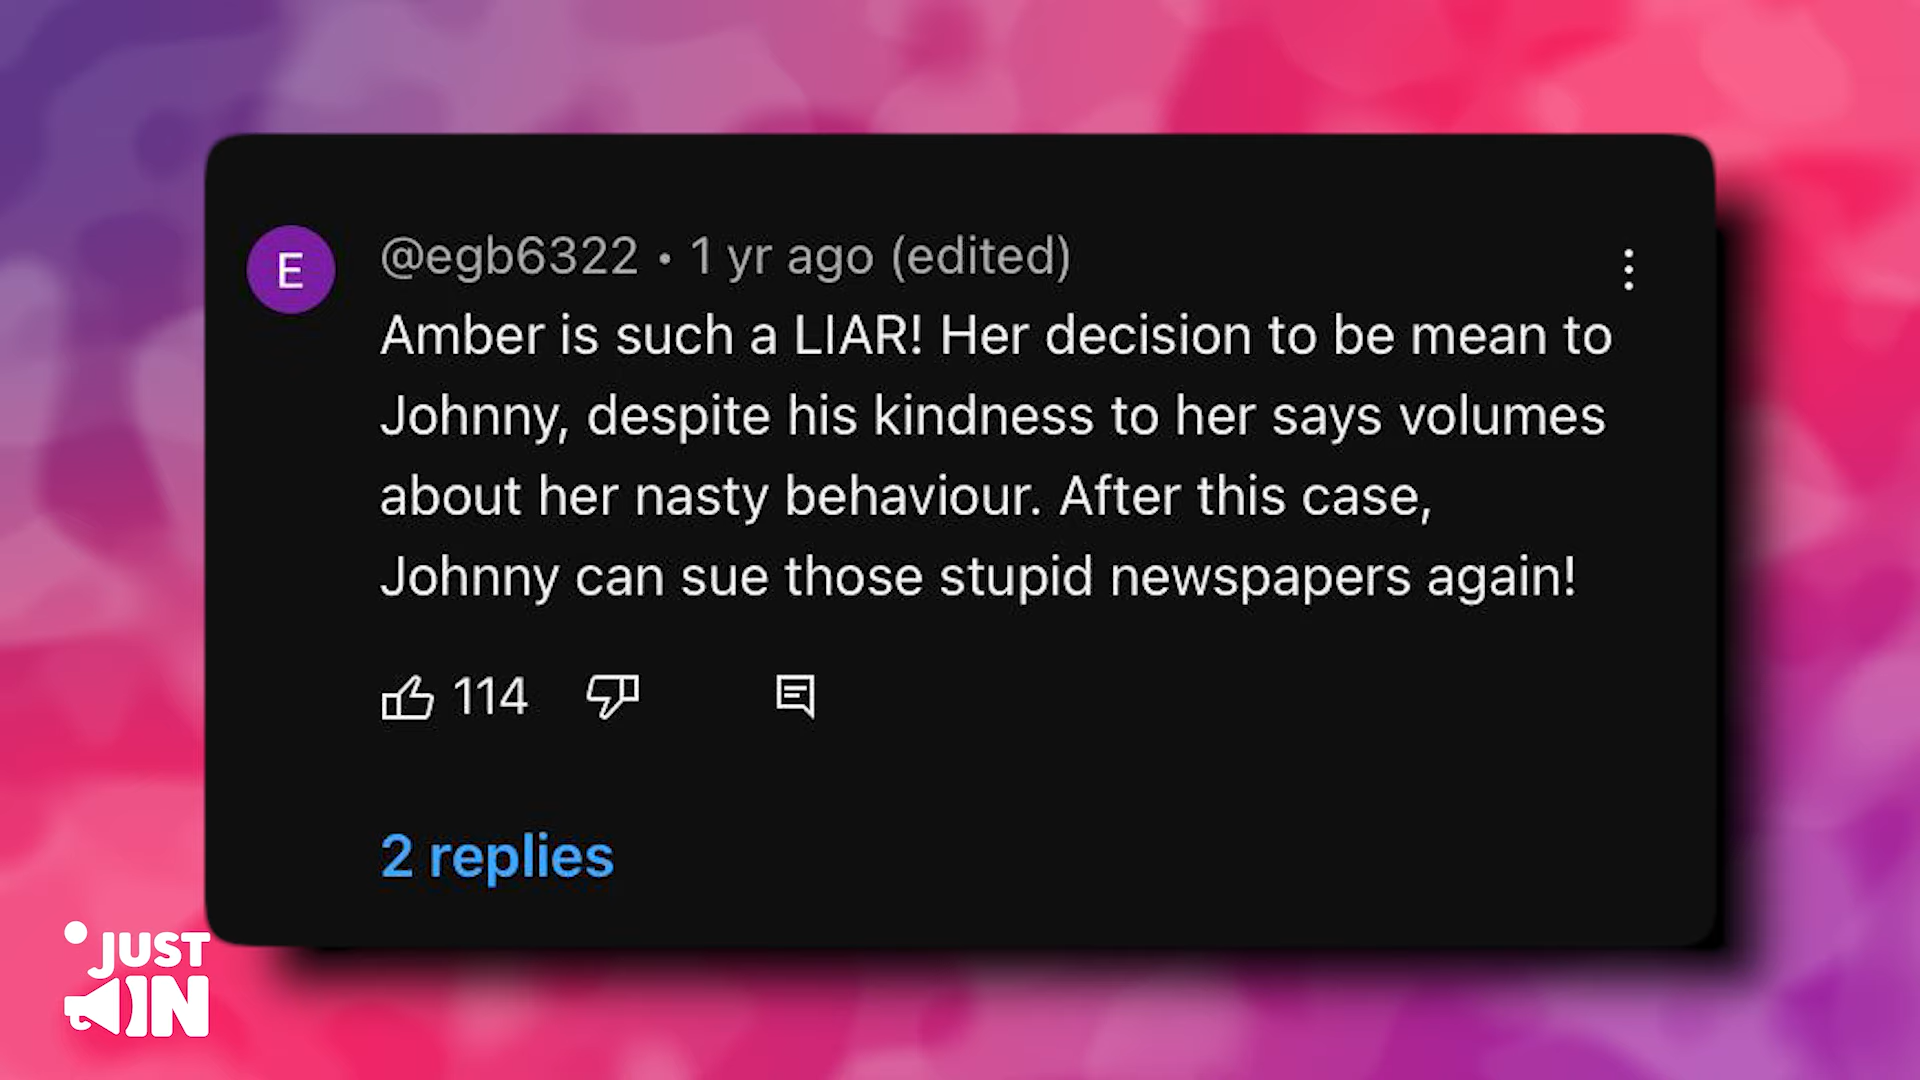 E
@egb6322 • 1 yr ago (edited)
Amber is such a LIAR! Her decision to be mean to
Johnny, despite his kindness to her says volumes
about her nasty behaviour. After this case,
Johnny can sue those stupid newspapers again!
114
2 replies
JUST
IN